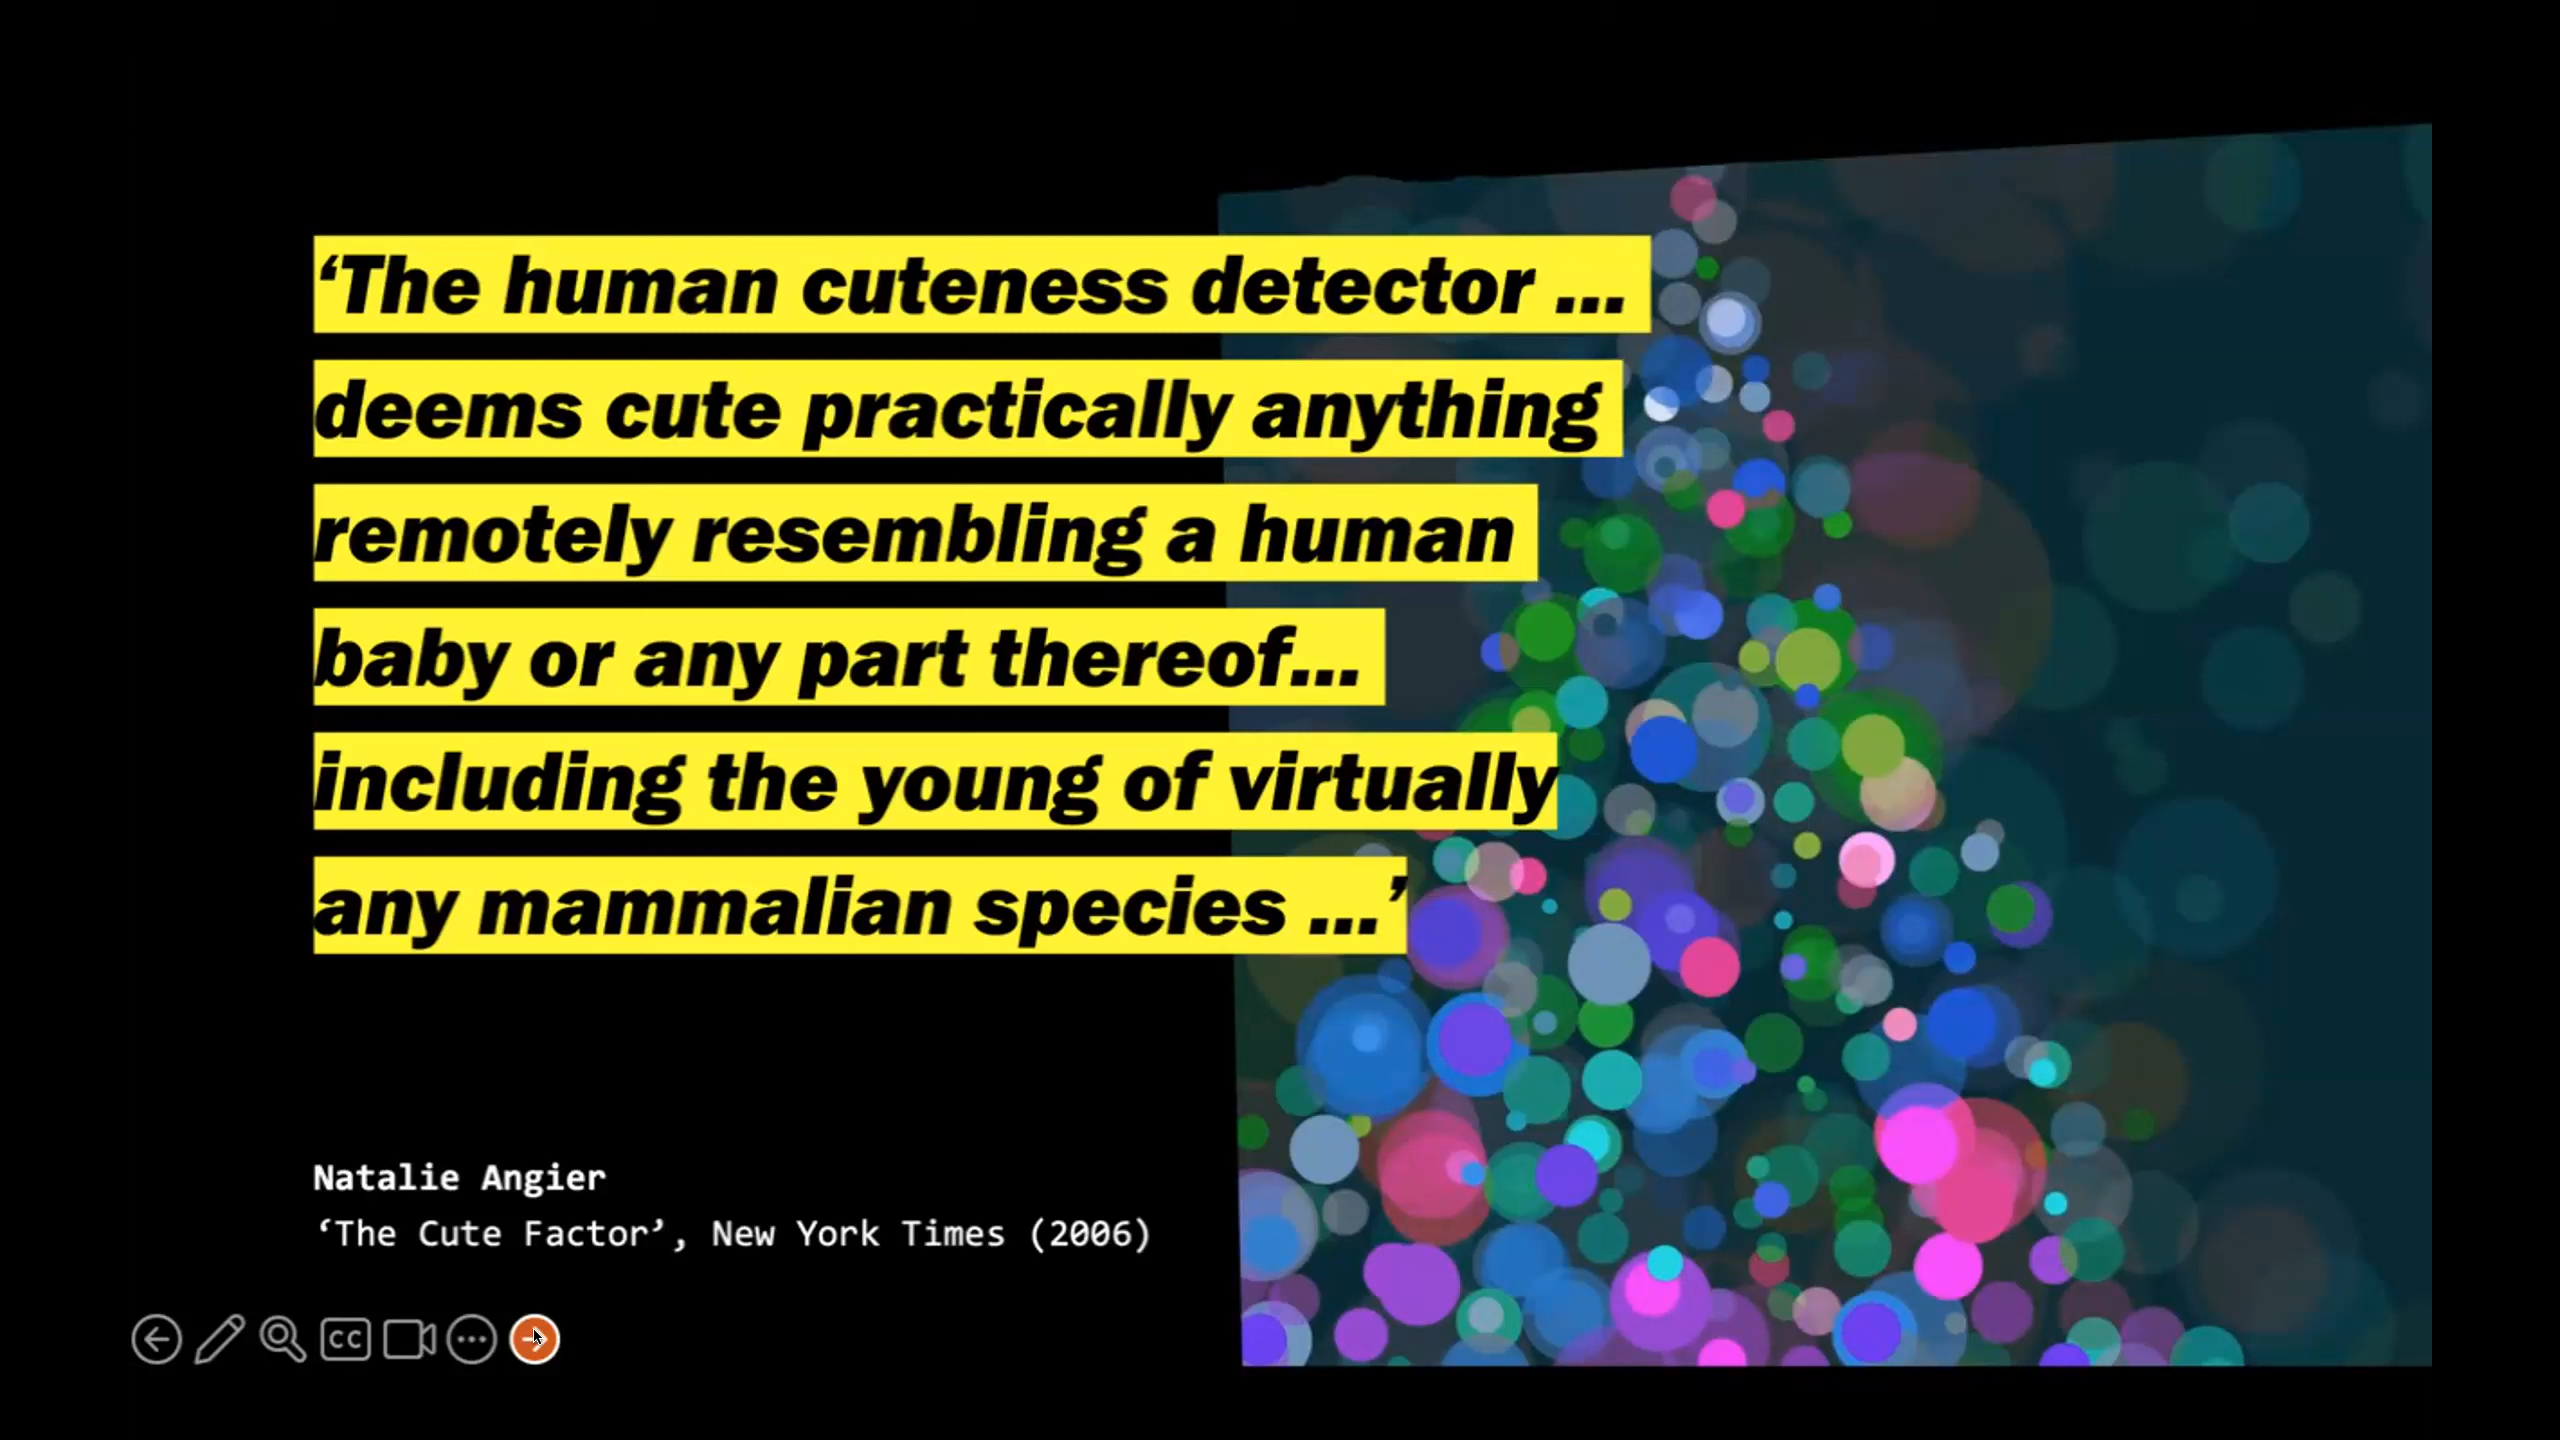 ‘The human cuteness detector ...
deems cute practically anything
remotely resembling a human
baby or any part thereof...
including the young of virtually
any mammalian species ...’
Natalie Angier
‘The Cute Factor’, New York Times (2006)
CC